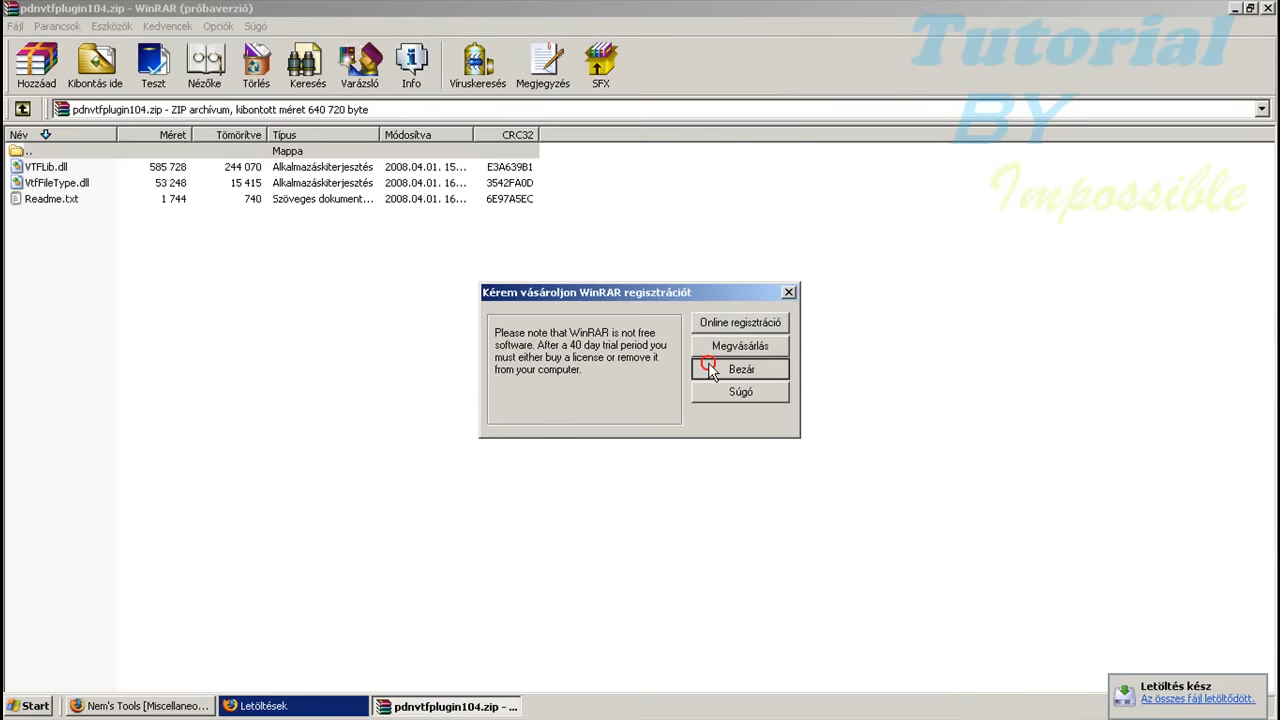 pdnvtfplugin104.zip - WinRAR (próbaverzió)
Fájl Parancsok Eszközök Kedvencek Opciók Súgó
Hozzáad Kibontás ide Teszt Nézőke Törlés Keresés Varázsló Info Víruskeresés Megjegyzés SFX
pdnvtfplugin104.zip - ZIP archívum, kibontott méret 640 720 byte
Név Méret Tömörítve Típus Módosítva CRC32
.. Mappa
VTFLib.dll 585 728 244 070 Alkalmazáskiterjesztés 2008.04.01. 15... E3A639B1
VtfFileType.dll 53 248 15 415 Alkalmazáskiterjesztés 2008.04.01. 16... 3542FA0D
Readme.txt 1 744 740 Szöveges dokument... 2008.04.01. 16... 6E97A5EC
Tutorial
BY
Impossible
Kérem vásároljon WinRAR regisztrációt
Please note that WinRAR is not free
software. After a 40 day trial period you
must either buy a license or remove it
from your computer.
Online regisztráció
Megvásárlás
Bezár
Súgó
Letöltés kész
Az összes fájl letöltődött.
Start Nem's Tools [Miscellaneo... Letöltések pdnvtfplugin104.zip - ...